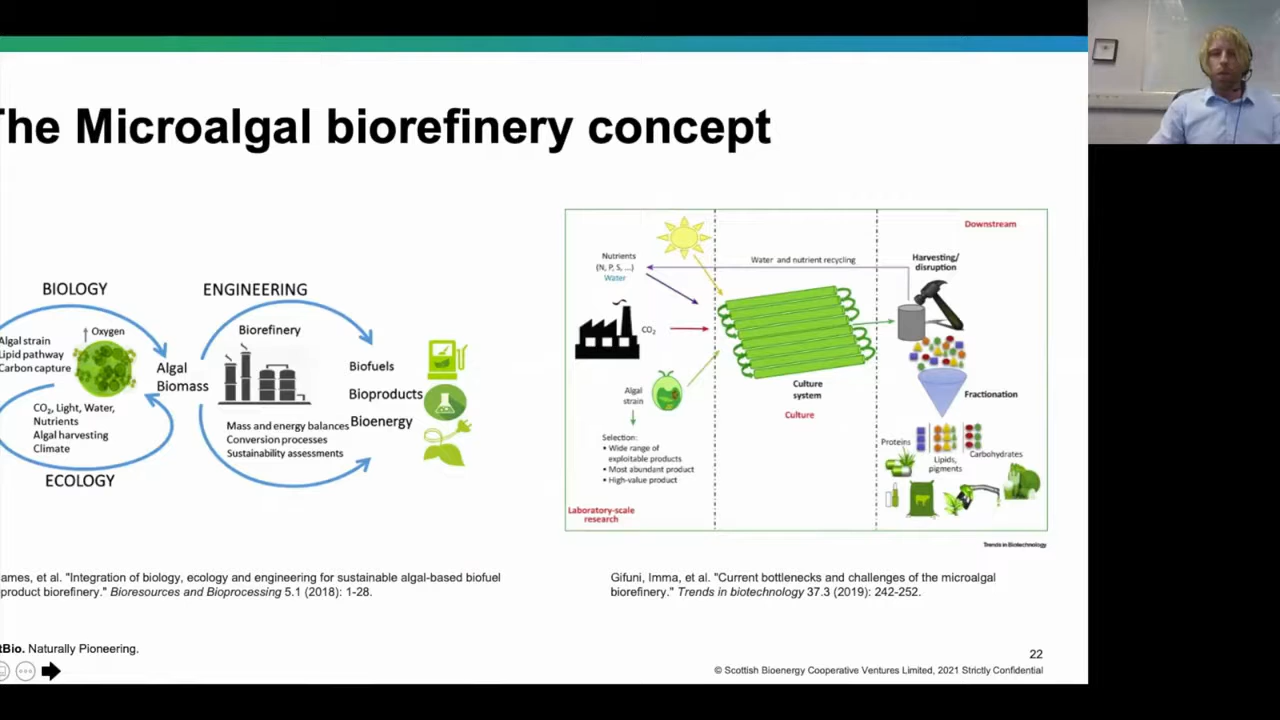 The Microalgal biorefinery concept
BIOLOGY
ENGINEERING
Oxygen
Algal strain
Lipid pathway
Carbon capture
Algal
Biomass
CO₂, Light, Water,
Nutrients
Algal harvesting
Climate
ECOLOGY
Biorefinery
Mass and energy balances
Conversion processes
Sustainability assessments
Biofuels
Bioproducts
Bioenergy
Nutrients
(N, P, S, ...)
Water
CO₂
Algal
strain
Selection:
• Wide range of
exploitable products
• Most abundant product
• High-value product
Laboratory-scale
research
Water and nutrient recycling
Culture
system
Culture
Downstream
Harvesting/
disruption
Fractionation
Proteins
Lipids,
pigments
Carbohydrates
Trends in Biotechnology
ames, et al. "Integration of biology, ecology and engineering for sustainable algal-based biofuel
product biorefinery." Bioresources and Bioprocessing 5.1 (2018): 1-28.
Gifuni, Imma, et al. "Current bottlenecks and challenges of the microalgal
biorefinery." Trends in biotechnology 37.3 (2019): 242-252.
tBio. Naturally Pioneering.
22
© Scottish Bioenergy Cooperative Ventures Limited, 2021 Strictly Confidential